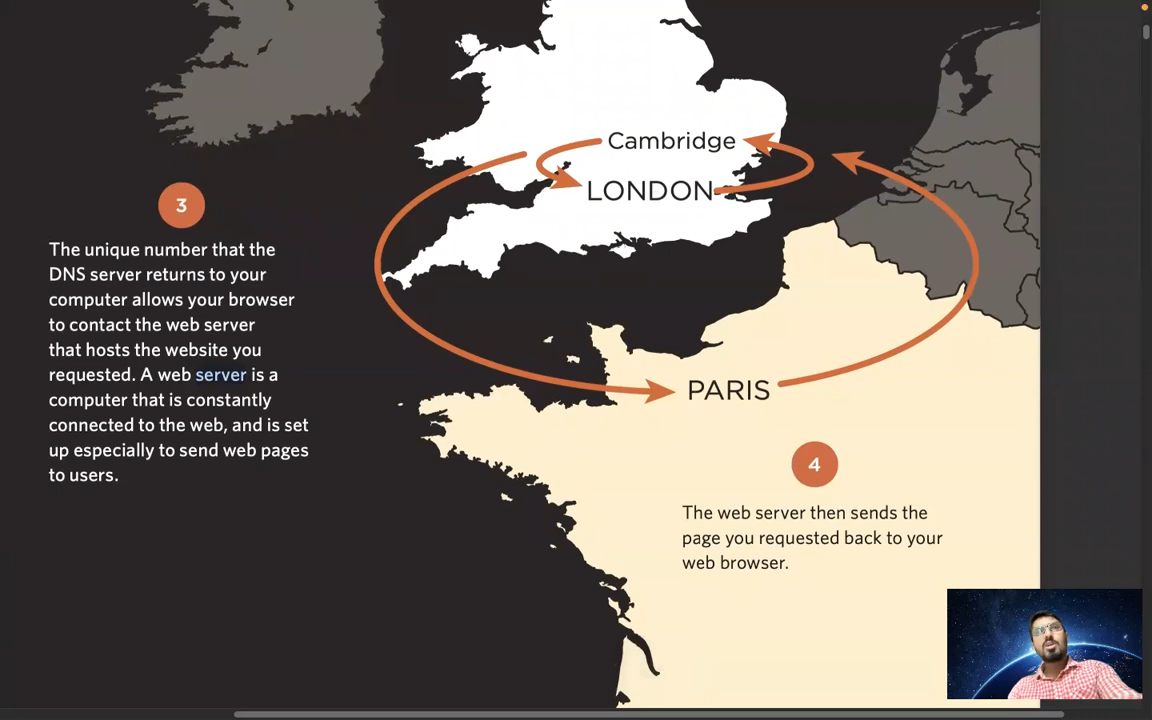 Cambridge
LONDON
PARIS
3
The unique number that the
DNS server returns to your
computer allows your browser
to contact the web server
that hosts the website you
requested. A web server is a
computer that is constantly
connected to the web, and is set
up especially to send web pages
to users.
4
The web server then sends the
page you requested back to your
web browser.